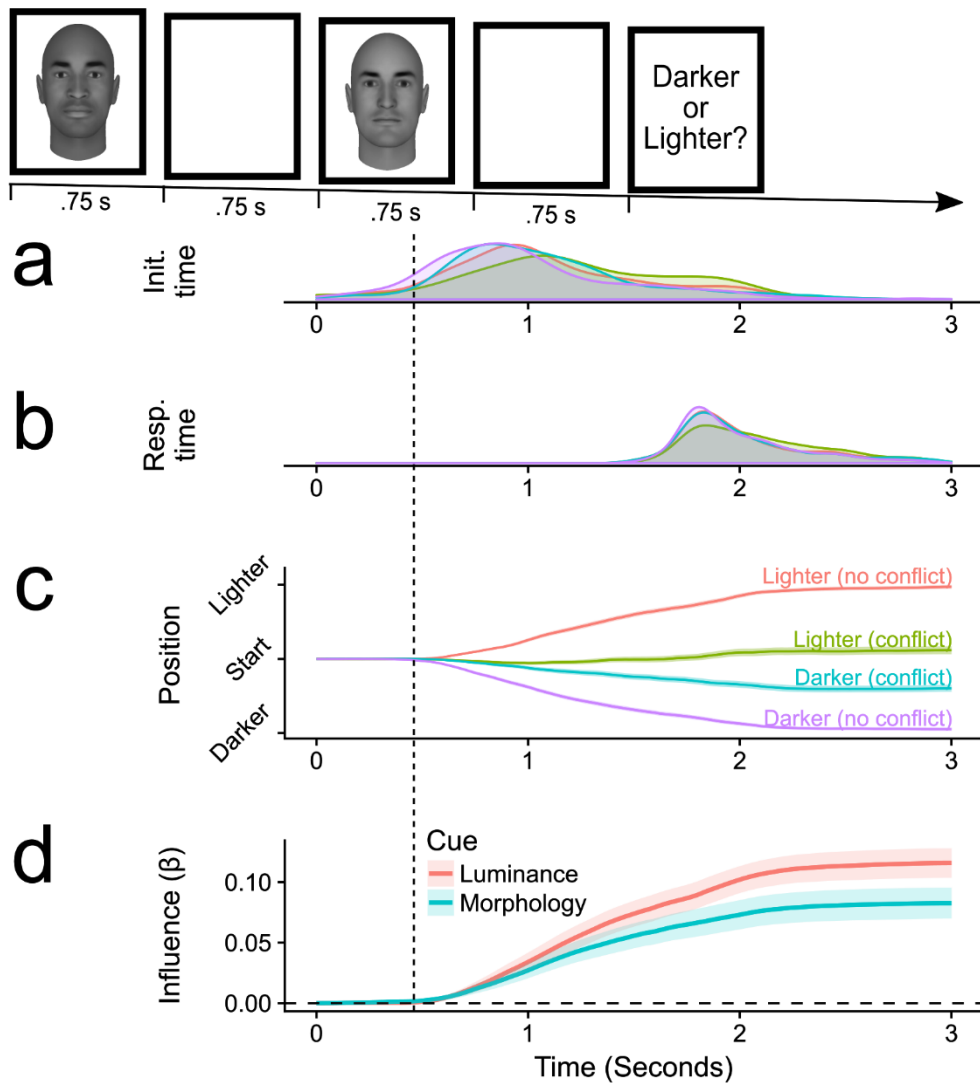 Darker
or
Lighter?
.75 s
.75 s
.75 s
.75 s
a
Init.
time
0 1 2 3
b
Resp.
time
0 1 2 3
c
Position
Lighter
Start
Darker
Lighter (no conflict)
Lighter (conflict)
Darker (conflict)
Darker (no conflict)
0 1 2 3
d
Influence (β)
0.10
0.05
0.00
Cue
Luminance
Morphology
0 1 2 3
Time (Seconds)